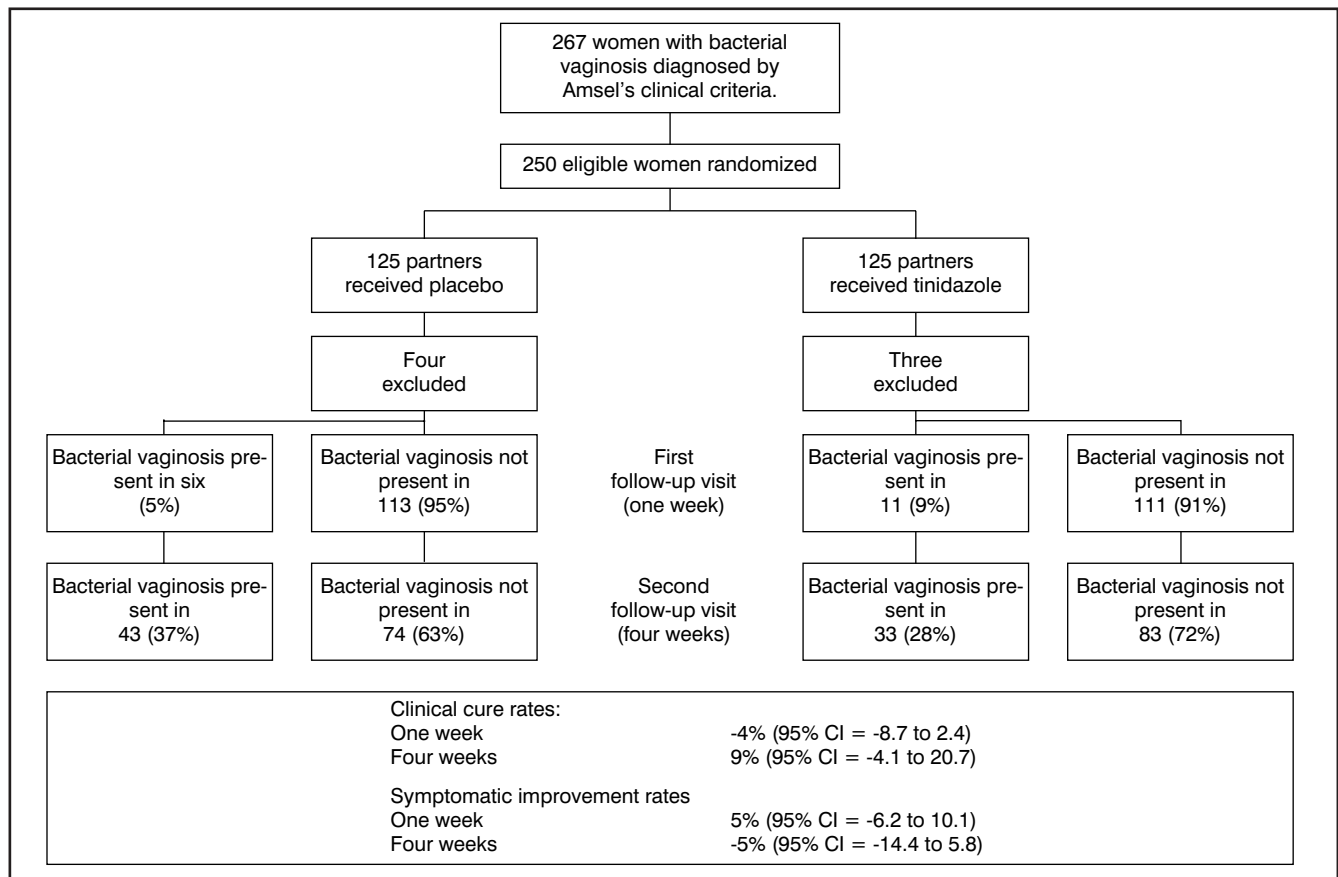 267 women with bacterial
vaginosis diagnosed by
Amsel’s clinical criteria.
250 eligible women randomized
125 partners
received placebo
125 partners
received tinidazole
Four
excluded
Three
excluded
Bacterial vaginosis pre-
sent in six
(5%)
Bacterial vaginosis not
present in
113 (95%)
First
follow-up visit
(one week)
Bacterial vaginosis pre-
sent in
11 (9%)
Bacterial vaginosis not
present in
111 (91%)
Bacterial vaginosis pre-
sent in
43 (37%)
Bacterial vaginosis not
present in
74 (63%)
Second
follow-up visit
(four weeks)
Bacterial vaginosis pre-
sent in
33 (28%)
Bacterial vaginosis not
present in
83 (72%)
Clinical cure rates:
One week -4% (95% CI = -8.7 to 2.4)
Four weeks 9% (95% CI = -4.1 to 20.7)
Symptomatic improvement rates
One week 5% (95% CI = -6.2 to 10.1)
Four weeks -5% (95% CI = -14.4 to 5.8)